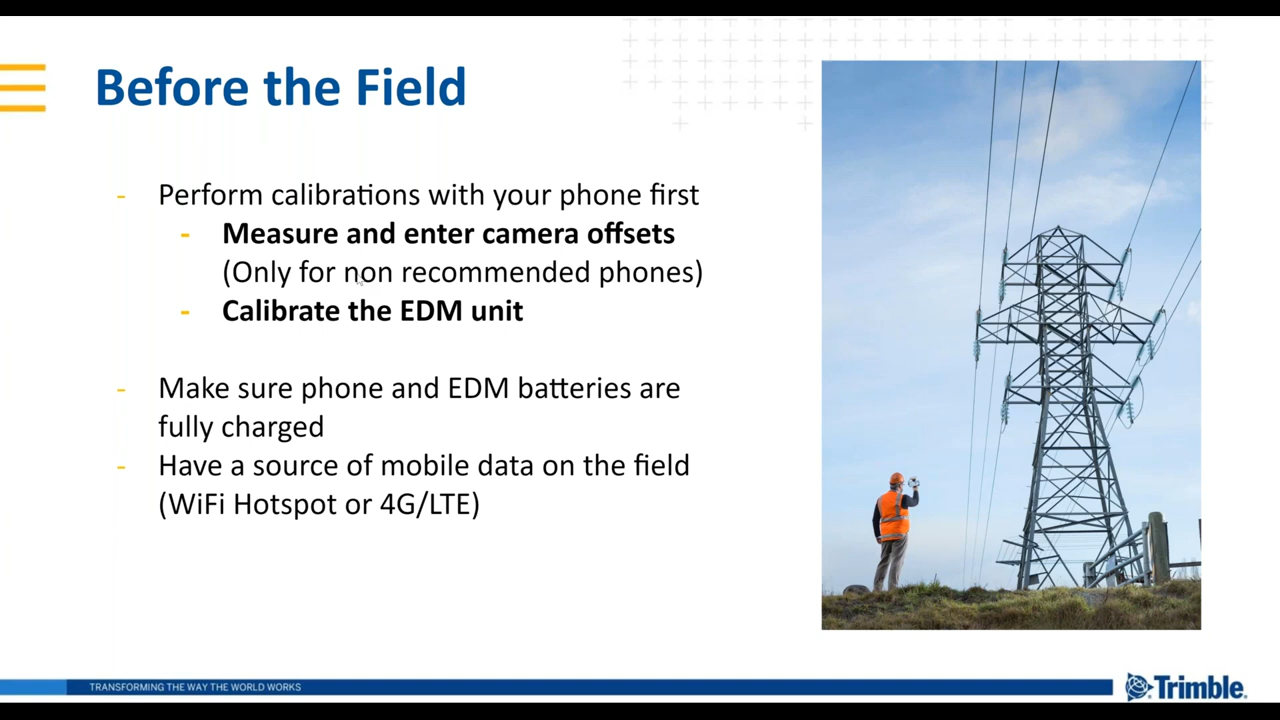 Before the Field
- Perform calibrations with your phone first
- Measure and enter camera offsets
(Only for non recommended phones)
- Calibrate the EDM unit
- Make sure phone and EDM batteries are
fully charged
- Have a source of mobile data on the field
(WiFi Hotspot or 4G/LTE)
TRANSFORMING THE WAY THE WORLD WORKS
Trimble